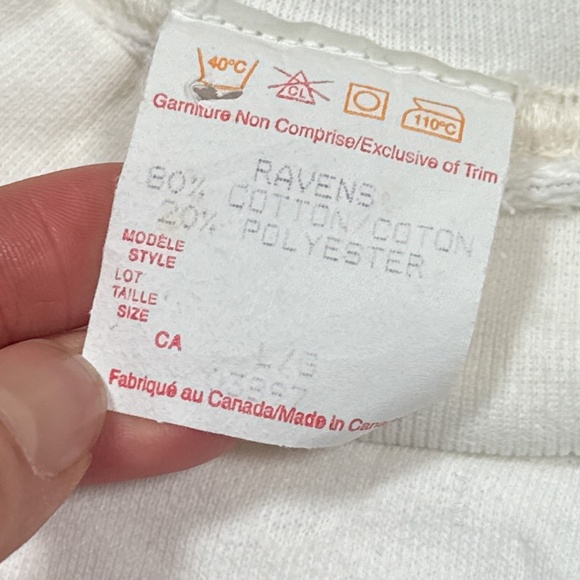 40°C CL 110°C
Garniture Non Comprise/Exclusive of Trim
RAVENS
80% COTTON/COTON
20% POLYESTER
MODÈLE
STYLE
LOT
TAILLE
SIZE
CA
Fabriqué au Canada/Made in